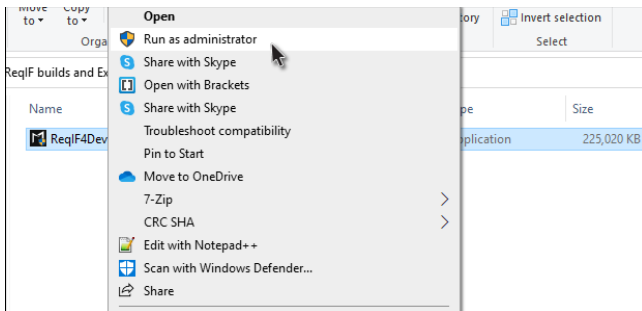 Move Copy
to to
Orga
Open
Run as administrator
Share with Skype
Open with Brackets
Share with Skype
Troubleshoot compatibility
Pin to Start
Move to OneDrive
7-Zip
CRC SHA
Edit with Notepad++
Scan with Windows Defender...
Share
tory
Invert selection
Select
ReqIF builds and Ex
Name
pe
Size
ReqIF4Dev
pplication
225,020 KB